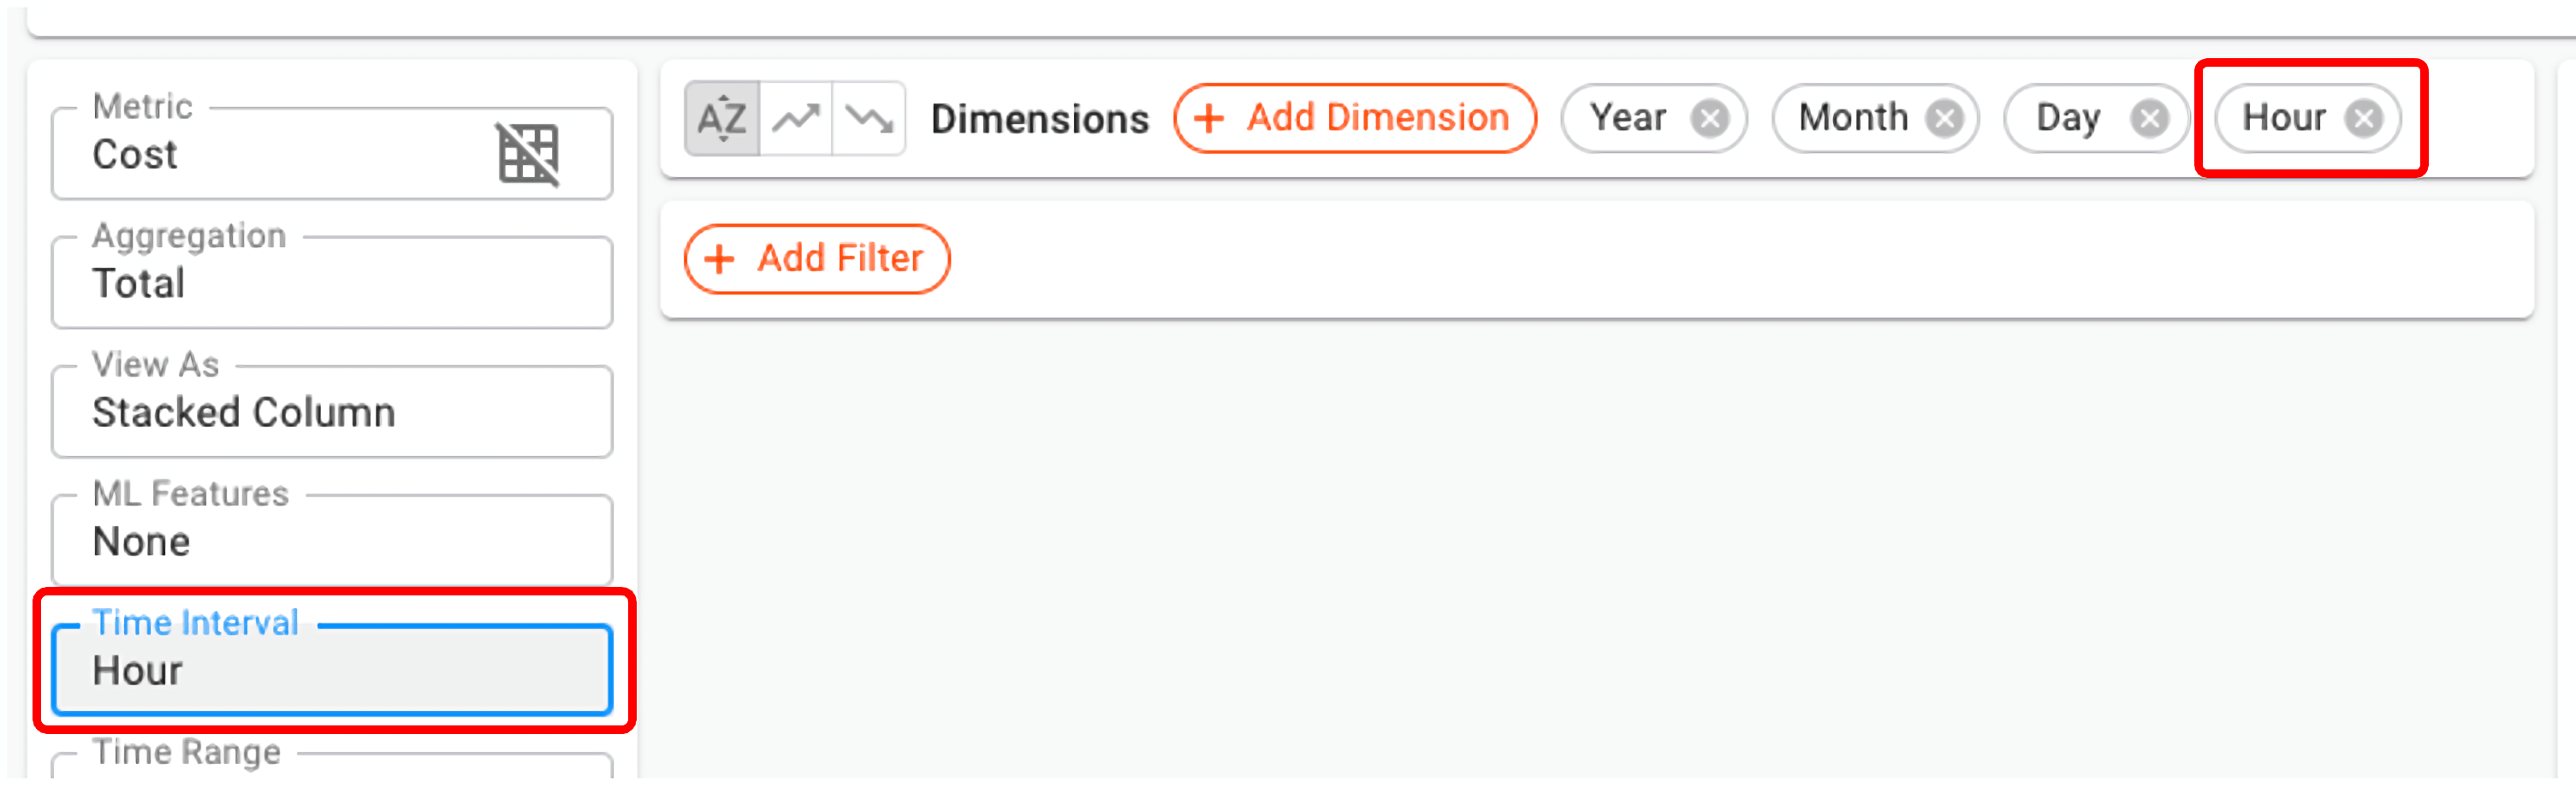 Metric
Cost
Aggregation
Total
View As
Stacked Column
ML Features
None
Time Interval
Hour
Time Range
AZ Dimensions + Add Dimension Year Month Day Hour
+ Add Filter